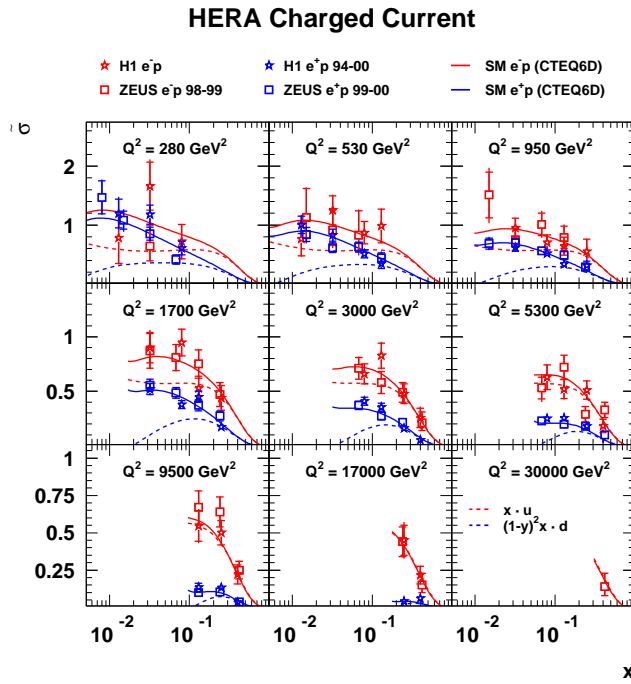 HERA Charged Current
H1 e⁻p
H1 e⁺p 94-00
SM e⁻p (CTEQ6D)
ZEUS e⁻p 98-99
ZEUS e⁺p 99-00
SM e⁺p (CTEQ6D)
σ̃
Q² = 280 GeV²
Q² = 530 GeV²
Q² = 950 GeV²
2
1
Q² = 1700 GeV²
Q² = 3000 GeV²
Q² = 5300 GeV²
1
0.5
Q² = 9500 GeV²
Q² = 17000 GeV²
Q² = 30000 GeV²
1
0.75
0.5
0.25
x · u
(1-y)²x · d
10⁻² 10⁻¹ 10⁻² 10⁻¹ 10⁻² 10⁻¹
x